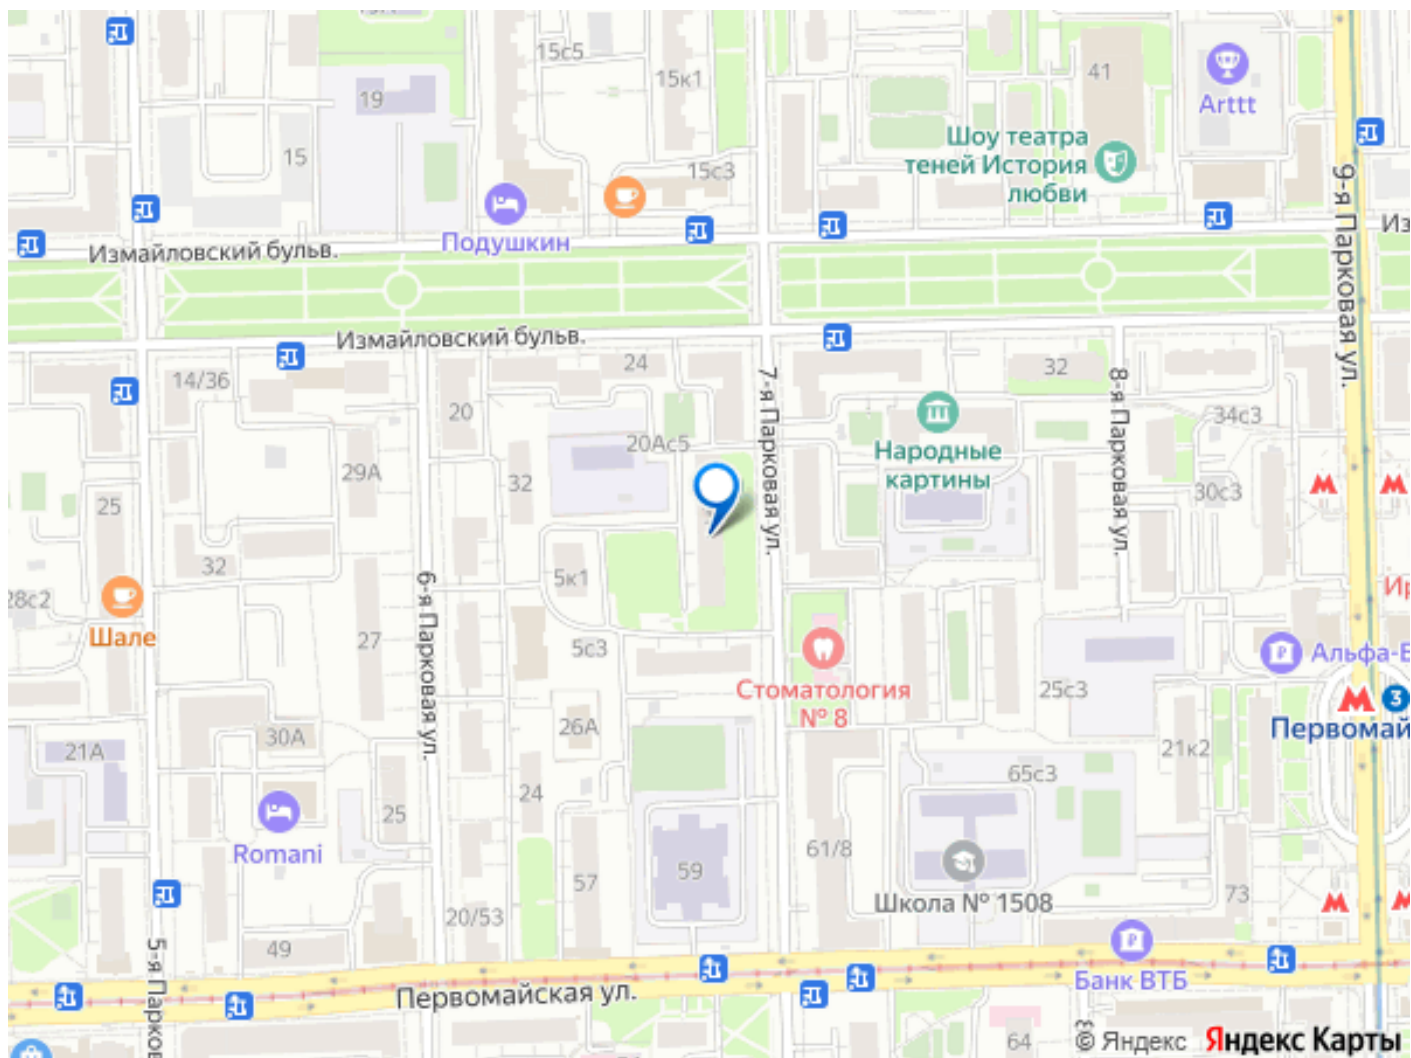 15с5
15к1
41
19
Arttt
Шоу театра
теней История
любви
15
15с3
9-я Парковая ул.
Подушкин
Измайловский бульв.
Из
Измайловский бульв.
24
32
14/36
7-я Парковая ул.
8-я Парковая ул.
20
34с3
20Ас5
Народные
картины
29А
32
30с3
25
32
5к1
28с2
6-я Парковая ул.
Шале
27
5с3
Стоматология
№ 8
25с3
Альфа-Б
3
Первомай
26А
30А
21А
21к2
65с3
24
25
Romani
61/8
59
57
Школа № 1508
73
20/53
49
5-я Парков
Банк ВТБ
Первомайская ул.
64
© Яндекс Яндекс Карты